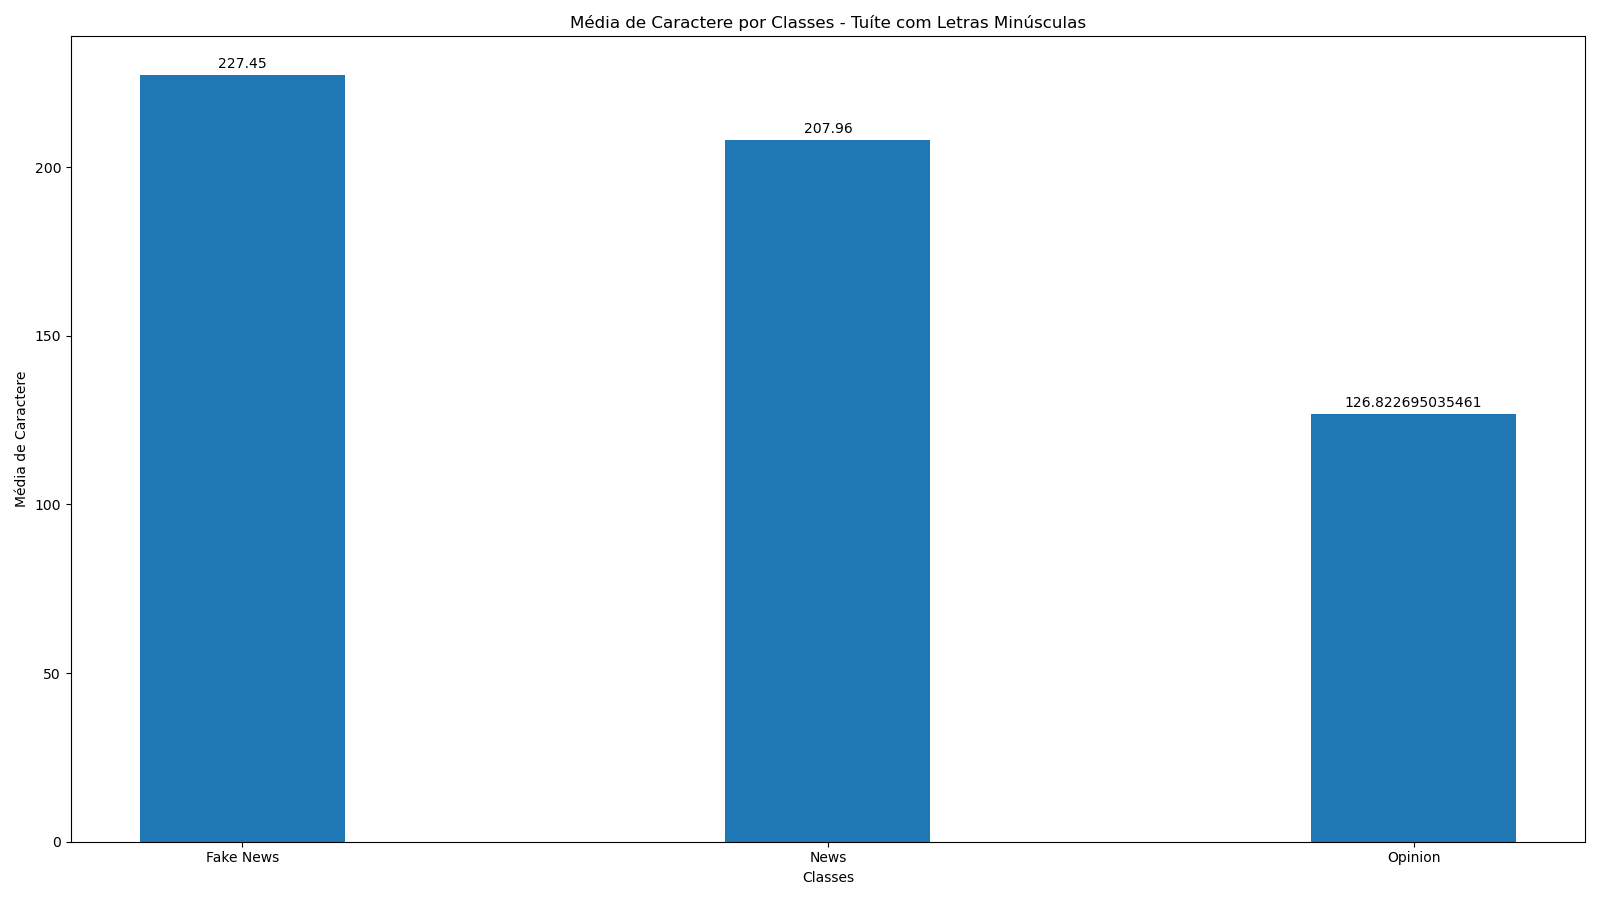 Média de Caractere por Classes - Tuíte com Letras Minúsculas
227.45
207.96
126.822695035461
200
150
100
50
0
Média de Caractere
Fake News
News
Opinion
Classes